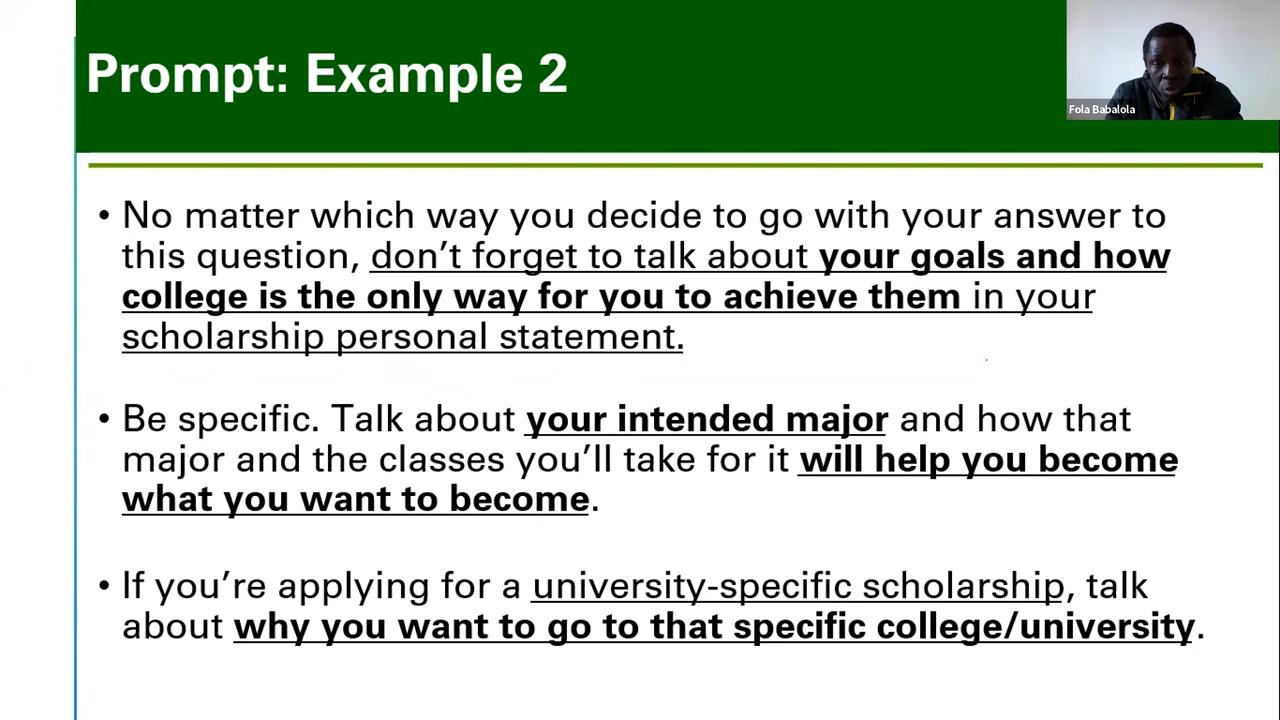 Prompt: Example 2
Fola Babalola
• No matter which way you decide to go with your answer to
this question, don’t forget to talk about your goals and how
college is the only way for you to achieve them in your
scholarship personal statement.
• Be specific. Talk about your intended major and how that
major and the classes you’ll take for it will help you become
what you want to become.
• If you’re applying for a university-specific scholarship, talk
about why you want to go to that specific college/university.